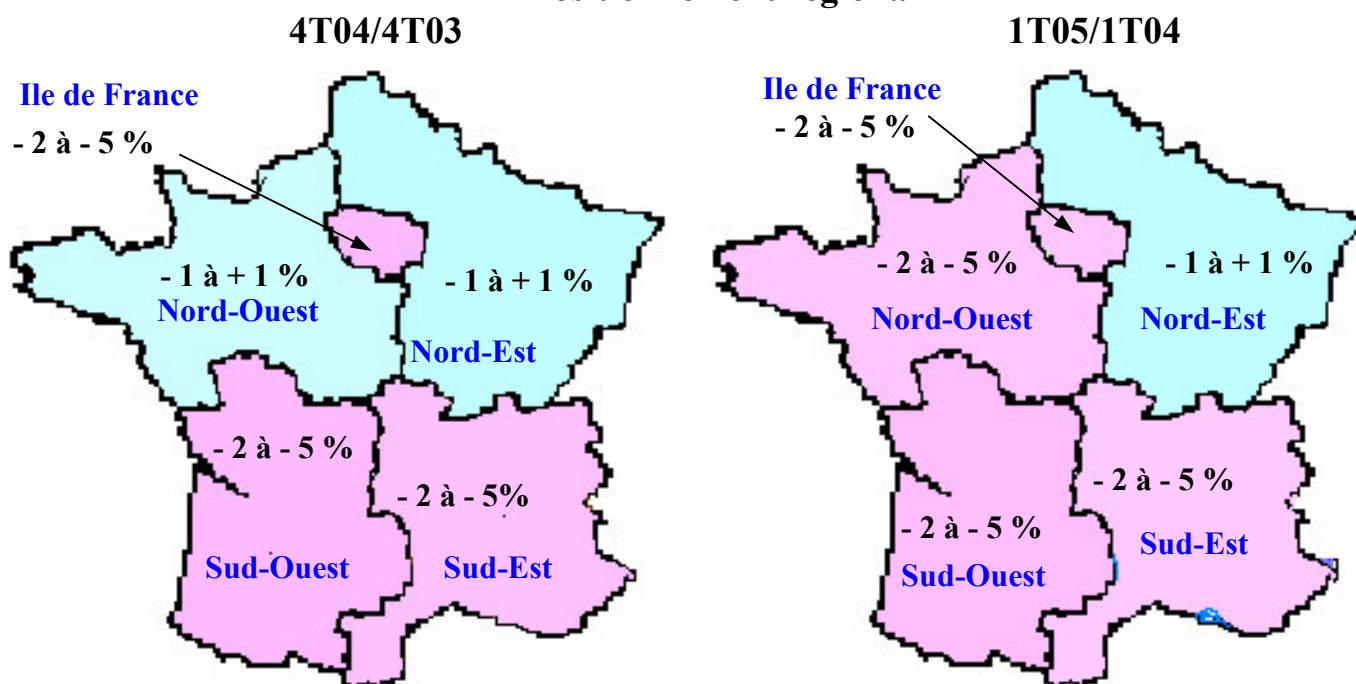 4T04/4T03
Ile de France
- 2 à - 5 %
- 1 à + 1 %
Nord-Ouest
- 1 à + 1 %
Nord-Est
- 2 à - 5 %
Sud-Ouest
- 2 à - 5%
Sud-Est
1T05/1T04
Ile de France
- 2 à - 5 %
- 2 à - 5 %
Nord-Ouest
- 1 à + 1 %
Nord-Est
- 2 à - 5 %
Sud-Ouest
- 2 à - 5 %
Sud-Est